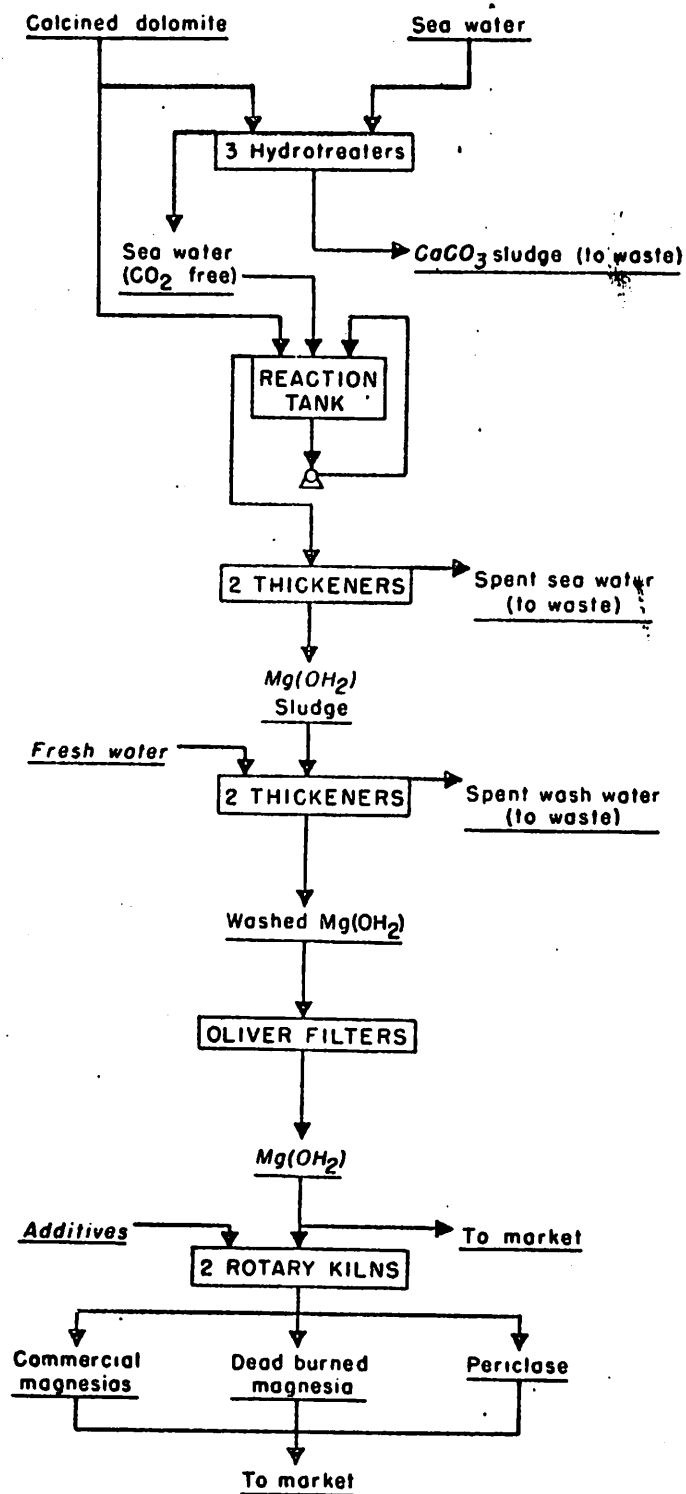 Calcined dolomite
Sea water
3 Hydrotreaters
Sea water
(CO2 free)
CaCO3 sludge (to waste)
REACTION
TANK
2 THICKENERS
Spent sea water
(to waste)
Mg(OH2)
Sludge
Fresh water
2 THICKENERS
Spent wash water
(to waste)
Washed Mg(OH2)
OLIVER FILTERS
Mg(OH2)
Additives
To market
2 ROTARY KILNS
Commercial
magnesias
Dead burned
magnesia
Periclase
To market